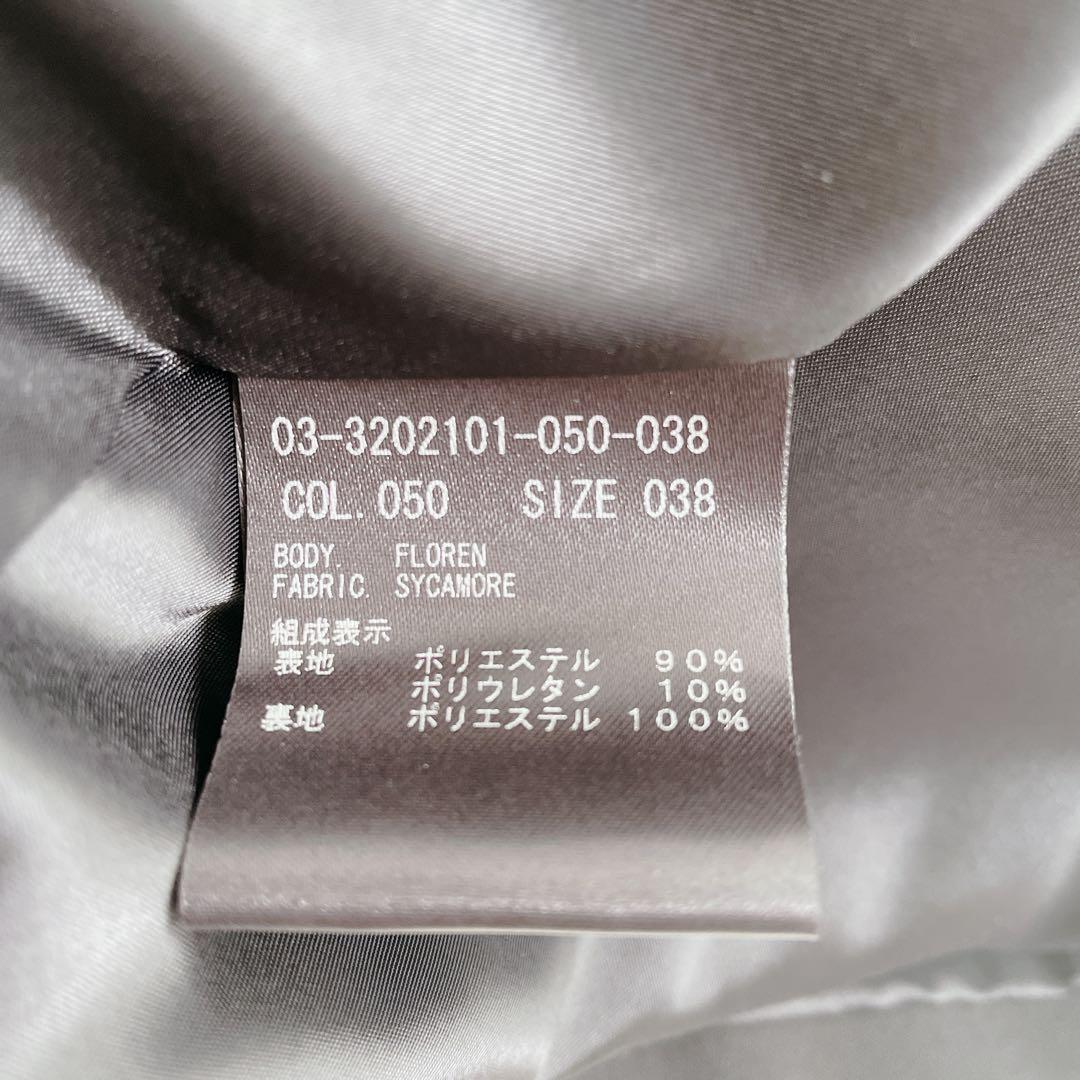 03-3202101-050-038
COL. 050 SIZE 038
BODY. FLOREN
FABRIC. SYCAMORE
組成表示
表地 ポリエステル 90%
ポリウレタン 10%
裏地 ポリエステル 100%